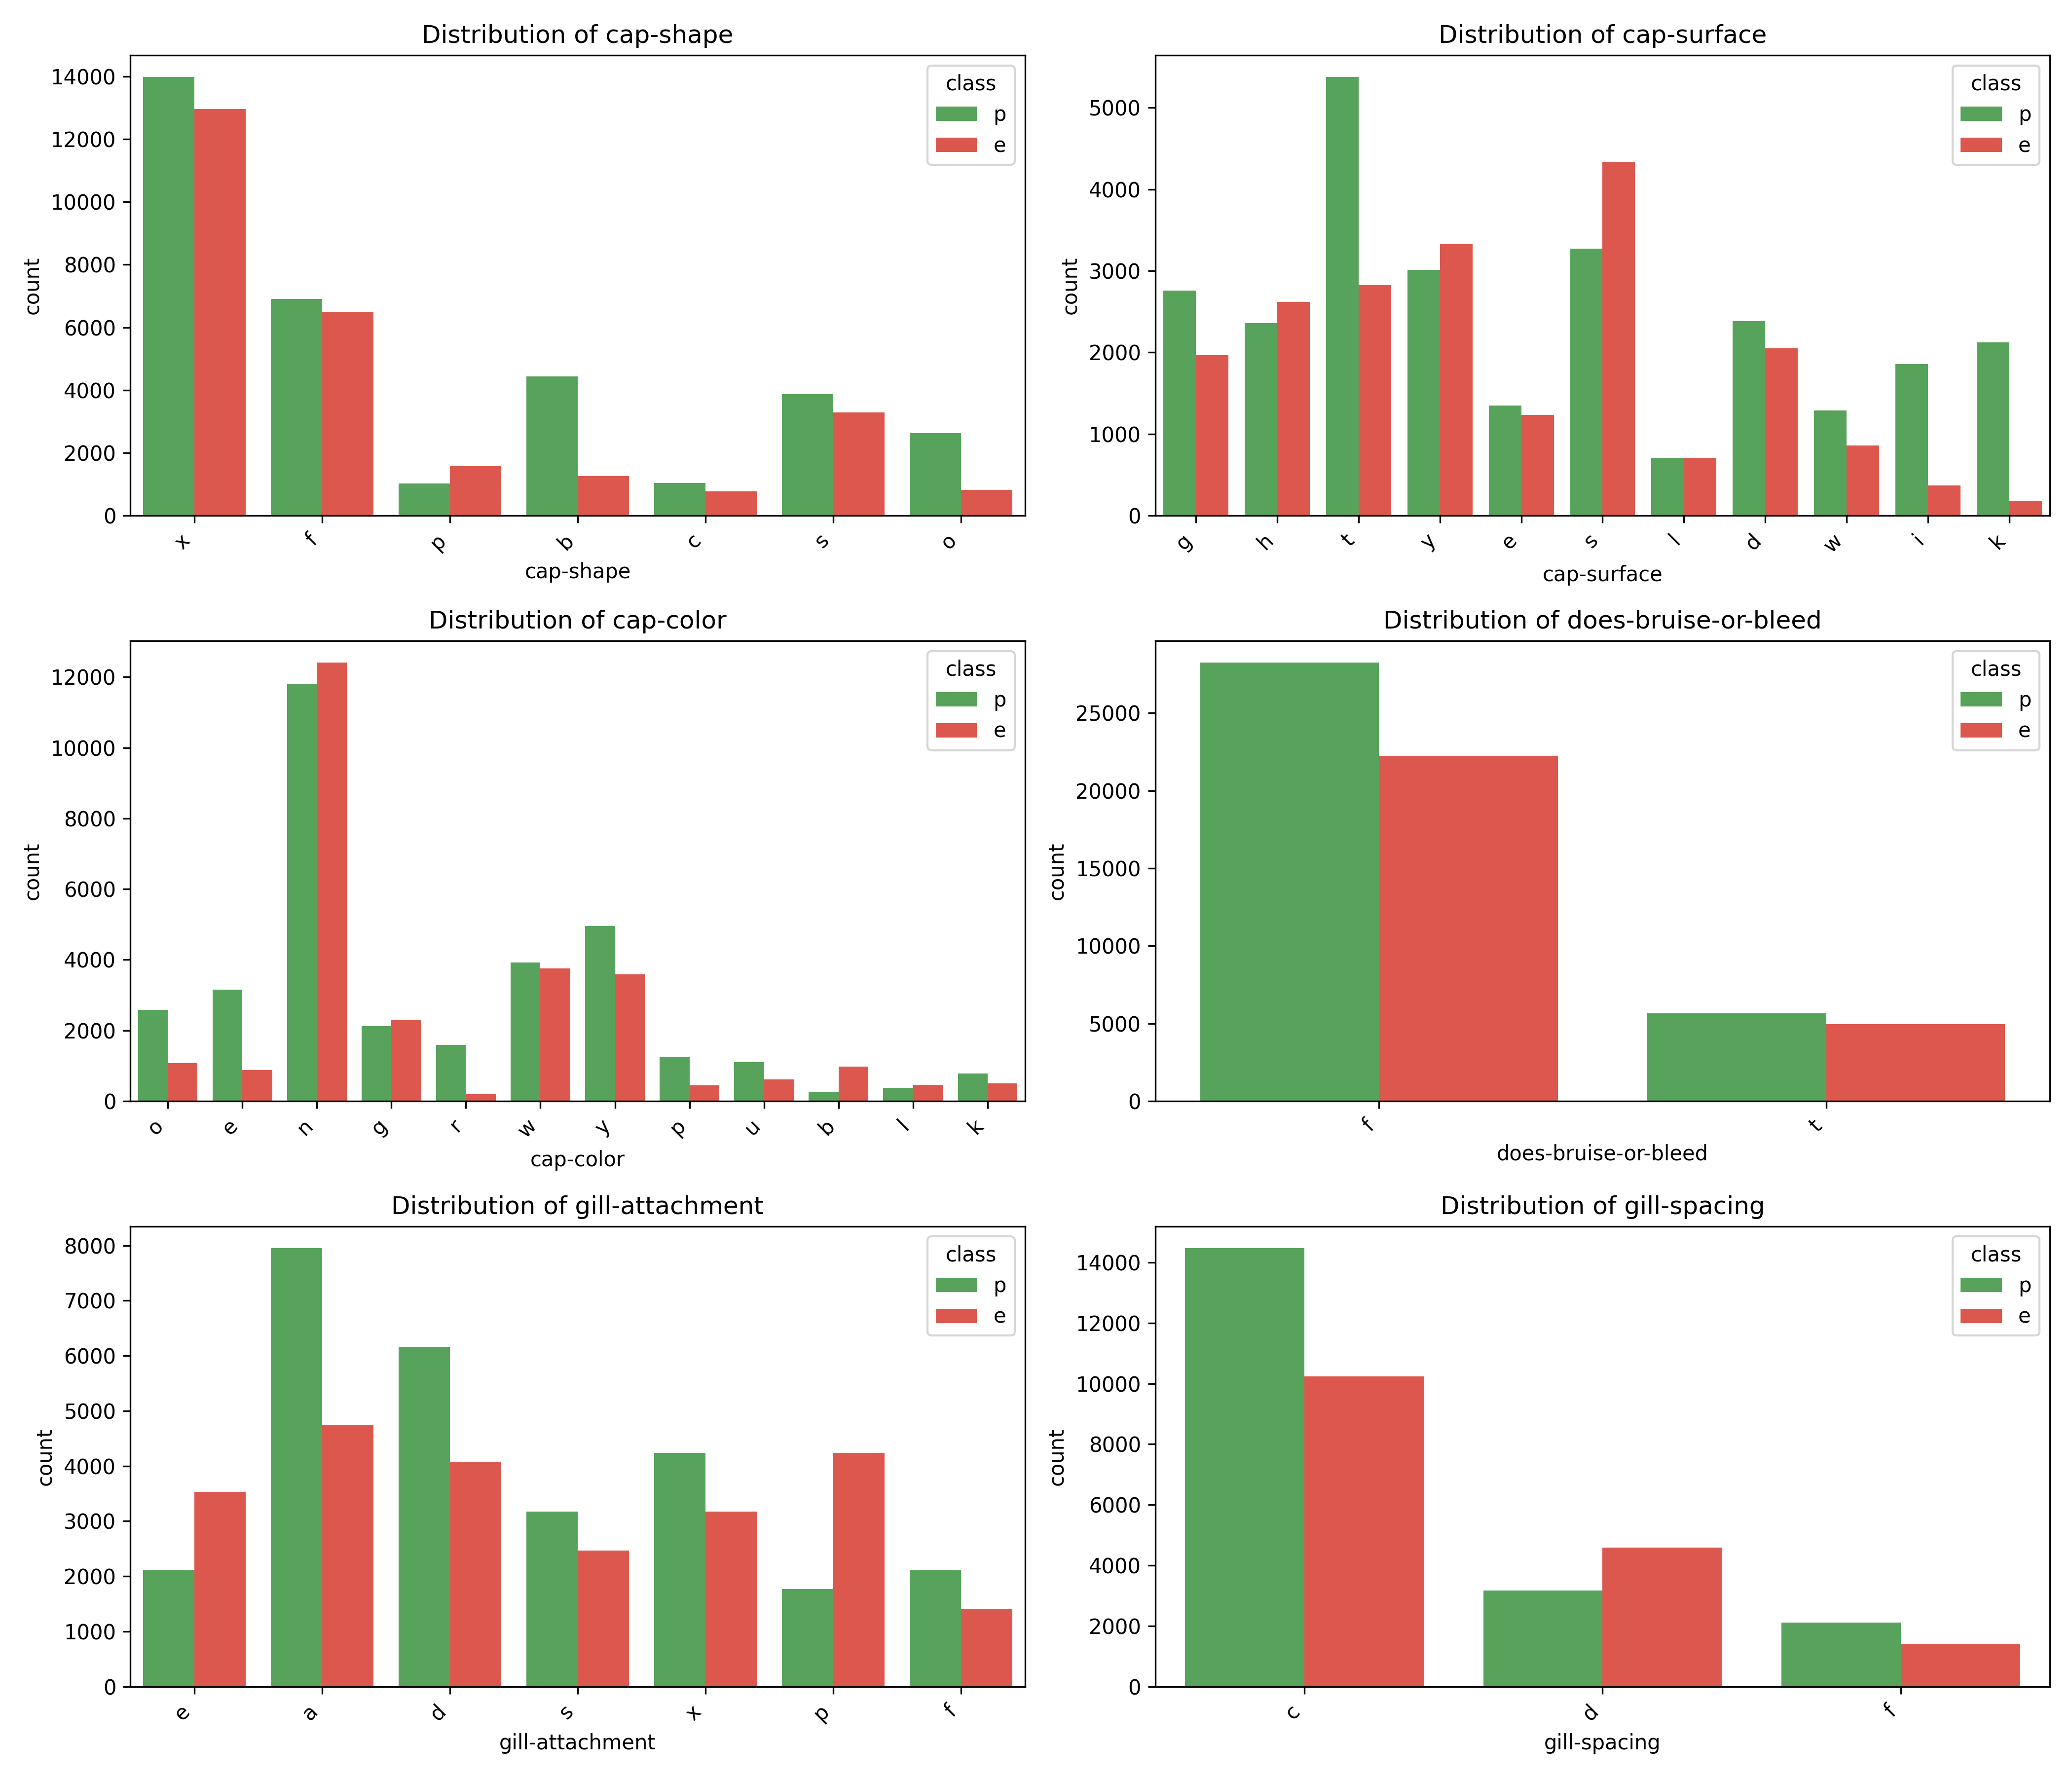 Distribution of cap-shape
count
14000
12000
10000
8000
6000
4000
2000
0
class
p
e
x f p b c s o
cap-shape
Distribution of cap-surface
count
5000
4000
3000
2000
1000
0
class
p
e
g h t y e s l d w i k
cap-surface
Distribution of cap-color
count
12000
10000
8000
6000
4000
2000
0
class
p
e
o e n g r w y p u b l k
cap-color
Distribution of does-bruise-or-bleed
count
25000
20000
15000
10000
5000
0
class
p
e
f t
does-bruise-or-bleed
Distribution of gill-attachment
count
8000
7000
6000
5000
4000
3000
2000
1000
0
class
p
e
e a d s x p f
gill-attachment
Distribution of gill-spacing
count
14000
12000
10000
8000
6000
4000
2000
0
class
p
e
c d f
gill-spacing